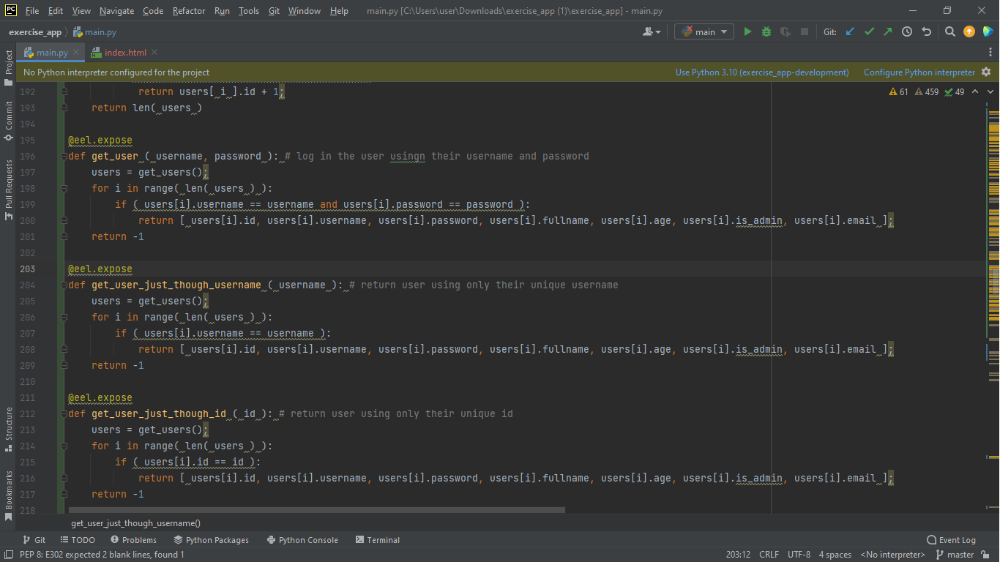 PC File Edit View Navigate Code Refactor Run Tools Git Window Help main.py [C:\Users\user\Downloads\exercise_app (1)\exercise_app] - main.py
exercise_app main.py main Git:
Project main.py index.html
No Python interpreter configured for the project Use Python 3.10 (exercise_app-development) Configure Python interpreter
192 return users[ i ].id + 1; 61 459 49
193 return len( users )
194
195 @eel.expose
196 def get_user ( username, password ): # log in the user usingn their username and password
197 users = get_users();
198 for i in range( len( users ) ):
199 if ( users[i].username == username and users[i].password == password ):
200 return [ users[i].id, users[i].username, users[i].password, users[i].fullname, users[i].age, users[i].is_admin, users[i].email ];
201 return -1
202
203 @eel.expose
204 def get_user_just_though_username ( username ): # return user using only their unique username
205 users = get_users();
206 for i in range( len( users ) ):
207 if ( users[i].username == username ):
208 return [ users[i].id, users[i].username, users[i].password, users[i].fullname, users[i].age, users[i].is_admin, users[i].email ];
209 return -1
210
211 @eel.expose
212 def get_user_just_though_id ( id ): # return user using only their unique id
213 users = get_users();
214 for i in range( len( users ) ):
215 if ( users[i].id == id ):
216 return [ users[i].id, users[i].username, users[i].password, users[i].fullname, users[i].age, users[i].is_admin, users[i].email ];
217 return -1
218
Commit
Pull Requests
Structure
Bookmarks
get_user_just_though_username()
Git TODO Problems Python Packages Python Console Terminal Event Log
PEP 8: E302 expected 2 blank lines, found 1 203:12 CRLF UTF-8 4 spaces <No interpreter> master